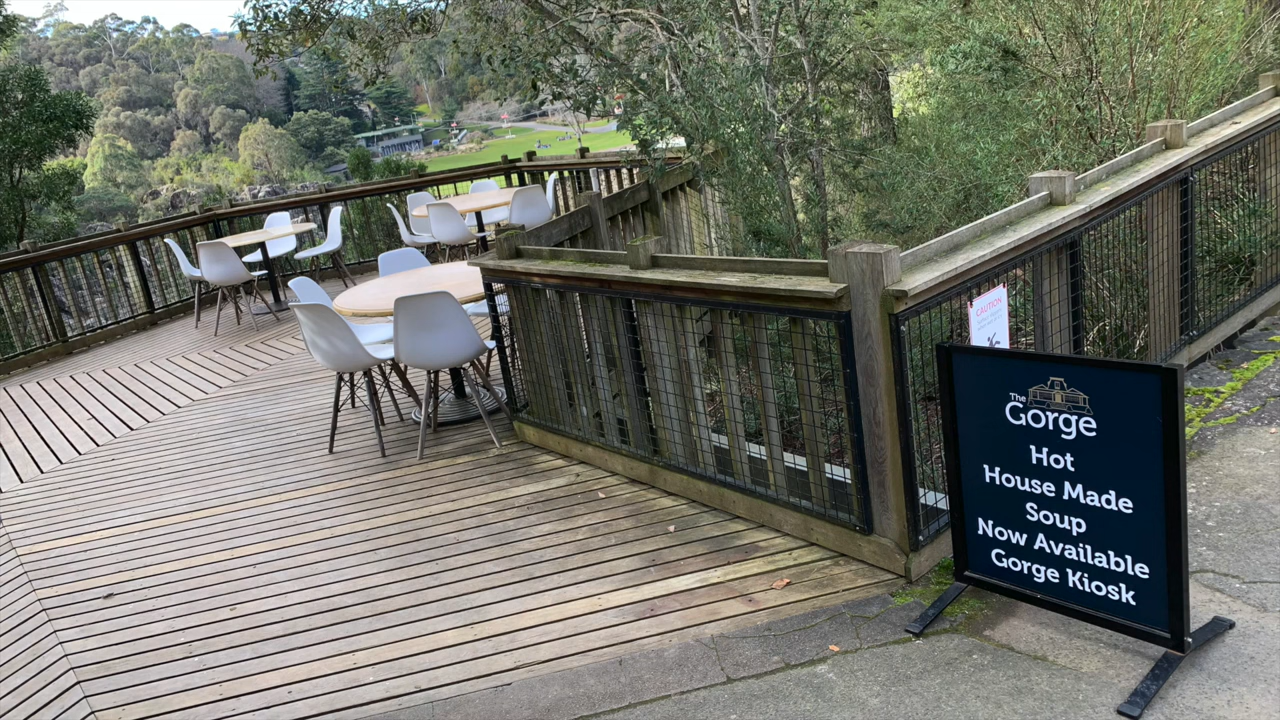 CAUTION
The
Gorge
Hot
House Made
Soup
Now Available
Gorge Kiosk